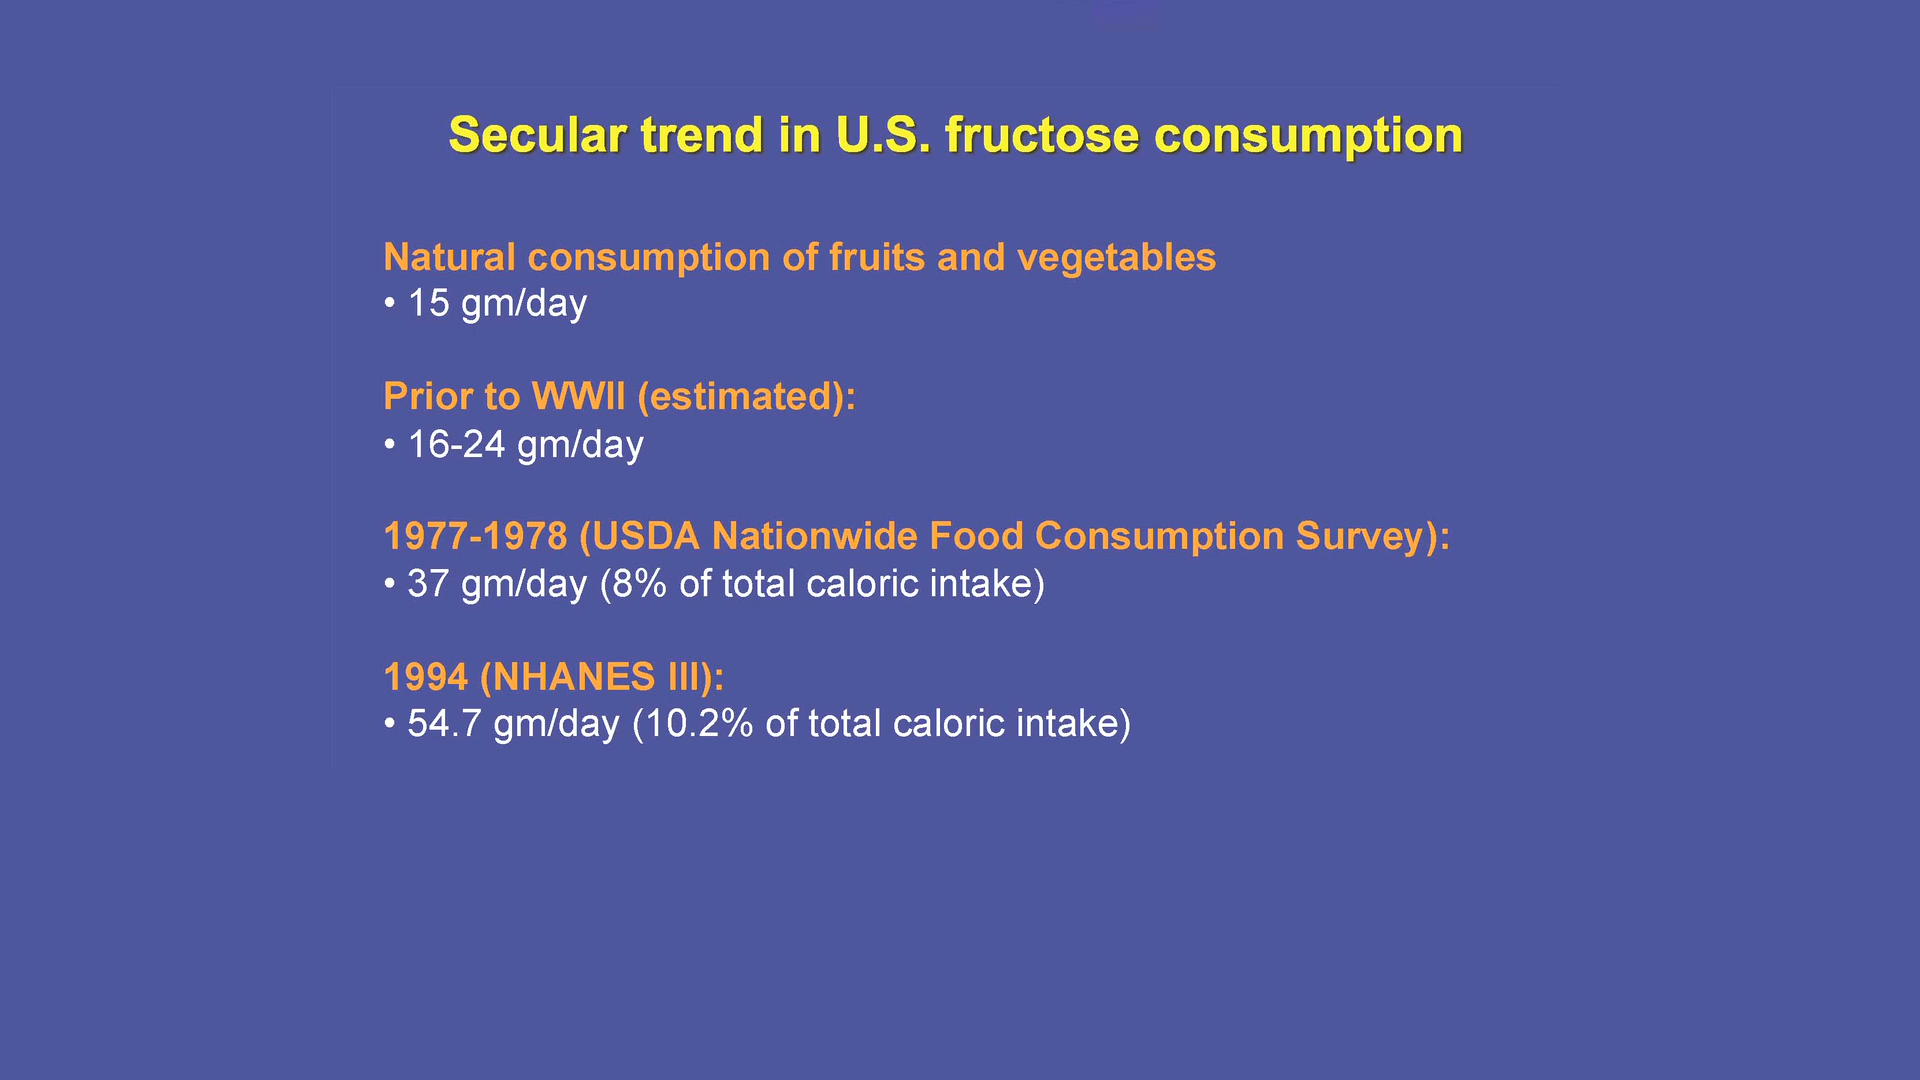 Secular trend in U.S. fructose consumption
Natural consumption of fruits and vegetables
• 15 gm/day
Prior to WWII (estimated):
• 16-24 gm/day
1977-1978 (USDA Nationwide Food Consumption Survey):
• 37 gm/day (8% of total caloric intake)
1994 (NHANES III):
• 54.7 gm/day (10.2% of total caloric intake)